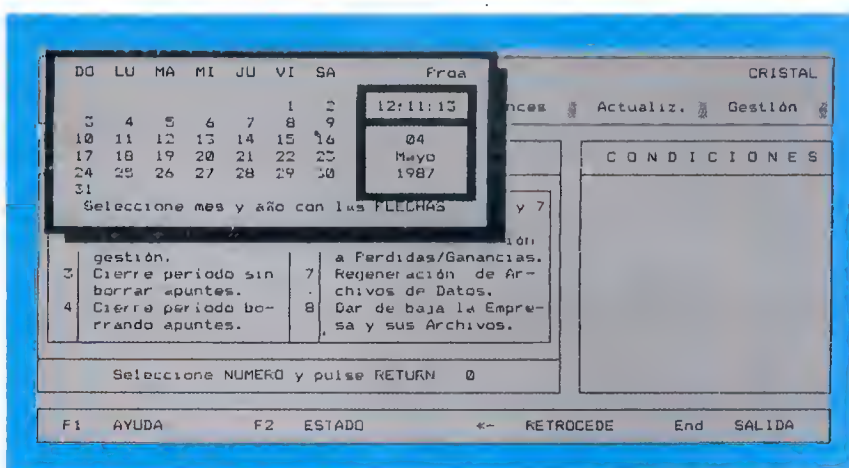 DO LU MA MI JU VI SA Froa
CRISTAL
1 2
12:11:13
nces Actualiz. Gestión
3 4 5 6 7 8 9
10 11 12 13 14 15 16
04
17 18 19 20 21 22 23
Mayo
CONDICIONES
24 25 26 27 28 29 30
1987
31
Seleccione mes y año con las FLECHAS
y 7
ión
gestión.
a Perdidas/Ganancias.
3 Cierre periodo sin
borrar apuntes.
7 Regeneración de Ar-
chivos de Datos.
4 Cierre periodo bo-
rrando apuntes.
8 Dar de baja la Empre-
sa y sus Archivos.
Seleccione NUMERO y pulse RETURN 0
F1 AYUDA F2 ESTADO <- RETROCEDE End SALIDA